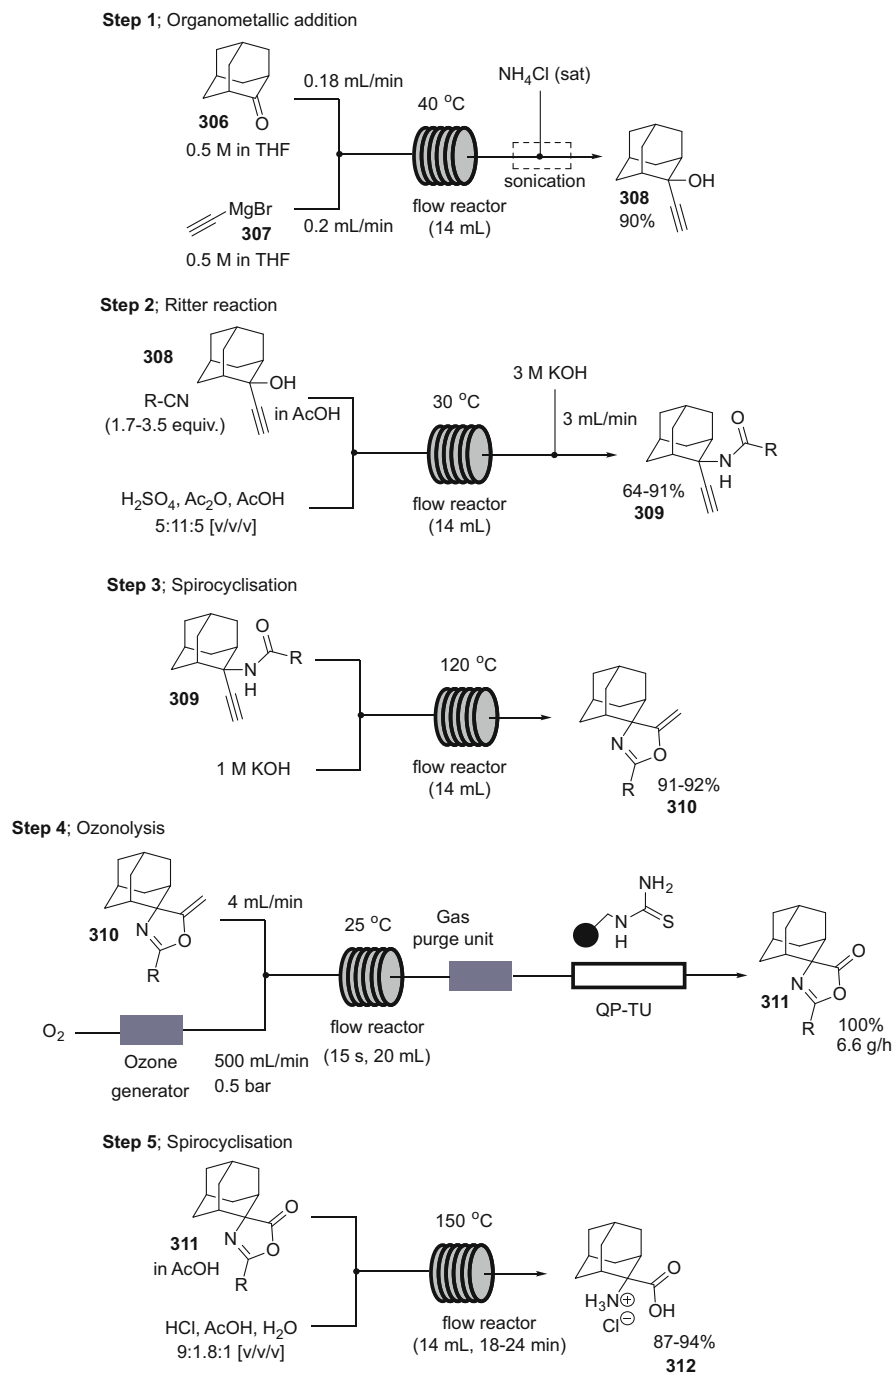 Step 1; Organometallic addition
0.18 mL/min
NH4Cl (sat)
40 °C
306
O
0.5 M in THF
sonication
OH
308
90%
MgBr
307
0.2 mL/min
flow reactor
(14 mL)
0.5 M in THF
Step 2; Ritter reaction
308
OH
3 M KOH
R-CN
(1.7-3.5 equiv.)
in AcOH
30 °C
3 mL/min
O
N
H
R
H2SO4, Ac2O, AcOH
5:11:5 [v/v/v]
flow reactor
(14 mL)
64-91%
309
Step 3; Spirocyclisation
O
N
H
R
309
120 °C
1 M KOH
flow reactor
(14 mL)
N
O
R
91-92%
310
Step 4; Ozonolysis
310
N
O
R
4 mL/min
25 °C
Gas
purge unit
NH2
N
H
S
O2
Ozone
generator
500 mL/min
0.5 bar
flow reactor
(15 s, 20 mL)
QP-TU
O
N
O
R
311
100%
6.6 g/h
Step 5; Spirocyclisation
O
N
O
R
311
in AcOH
150 °C
HCl, AcOH, H2O
9:1.8:1 [v/v/v]
flow reactor
(14 mL, 18-24 min)
O
H3N+
OH
Cl−
87-94%
312